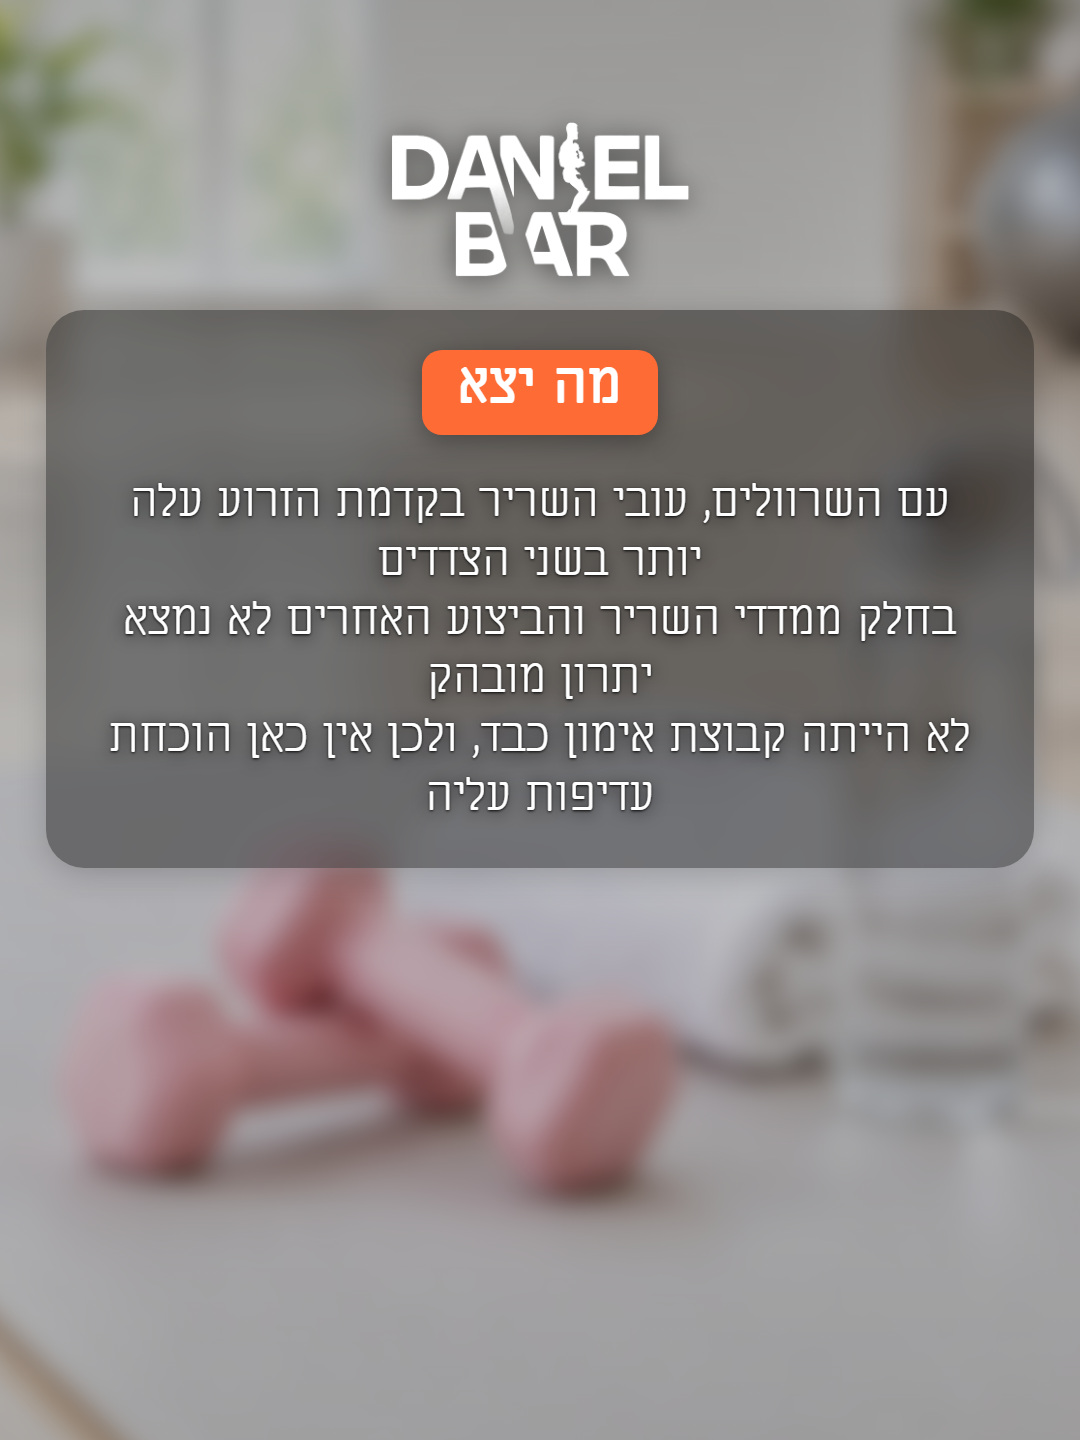 DANIEL
BAR
מה יצא
עם השרוולים, עובי השריר בקדמת הזרוע עלה
יותר בשני הצדדים
בחלק ממדדי השריר והביצוע האחרים לא נמצא
יתרון מובהק
לא הייתה קבוצת אימון כבד, ולכן אין כאן הוכחת
עדיפות עליה